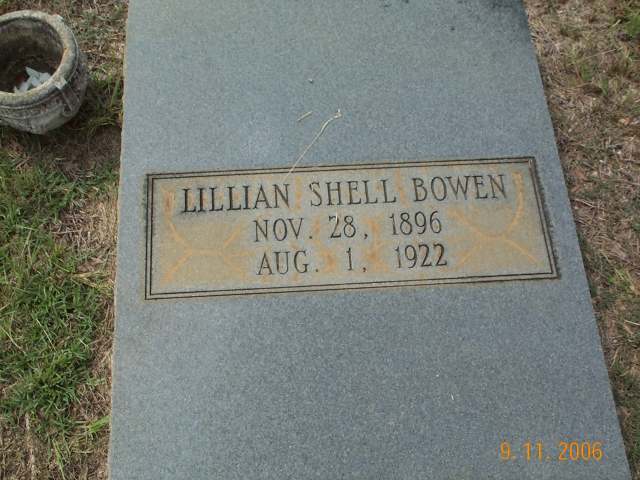 LILLIAN SHELL BOWEN
NOV. 28, 1896
AUG. 1, 1922
9.11.2006